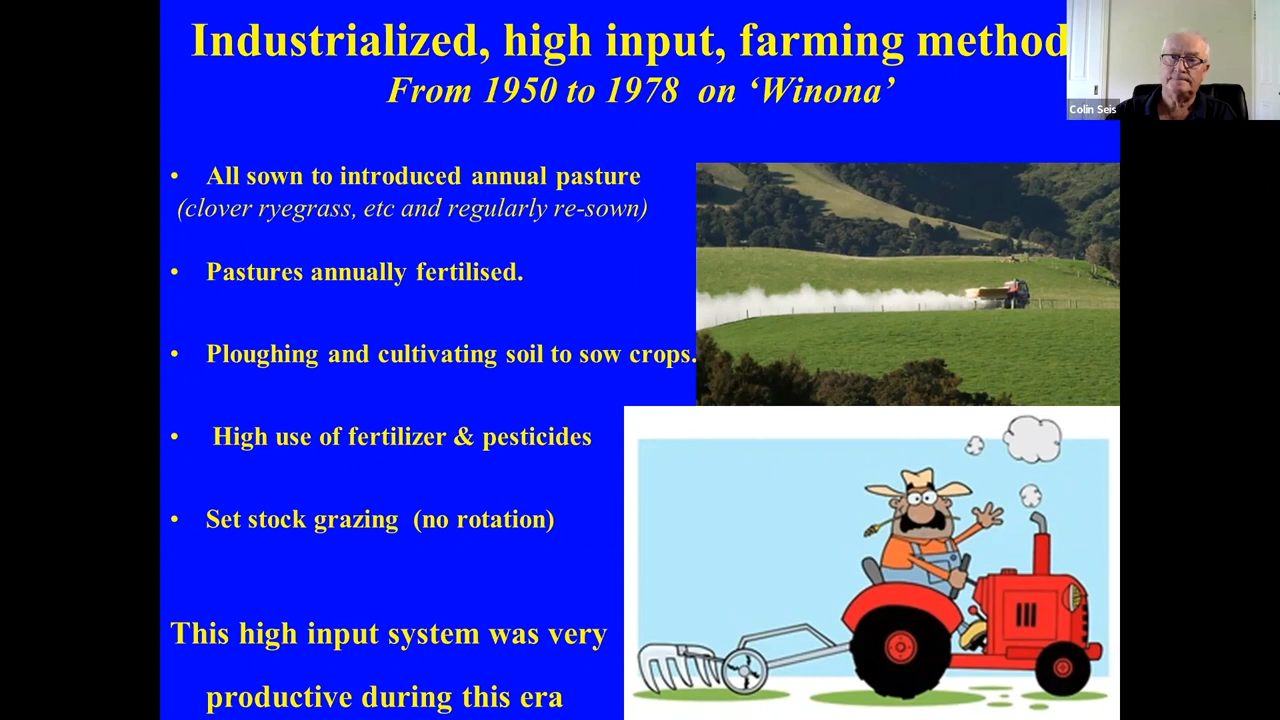 Industrialized, high input, farming method
From 1950 to 1978 on ‘Winona’
Colin Seis
• All sown to introduced annual pasture
(clover ryegrass, etc and regularly re-sown)
• Pastures annually fertilised.
• Ploughing and cultivating soil to sow crops.
• High use of fertilizer & pesticides
• Set stock grazing (no rotation)
This high input system was very
productive during this era